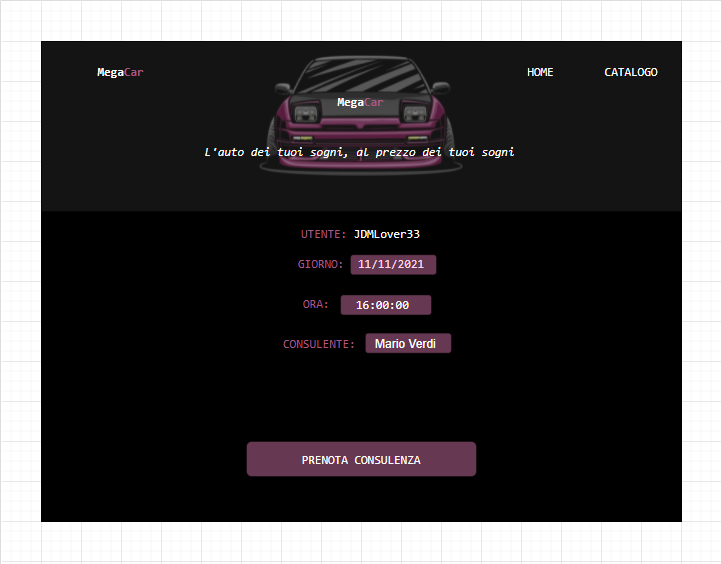 MegaCar HOME CATALOGO
MegaCar
L'auto dei tuoi sogni, al prezzo dei tuoi sogni
UTENTE: JDMLover33
GIORNO: 11/11/2021
ORA: 16:00:00
CONSULENTE: Mario Verdi
PRENOTA CONSULENZA